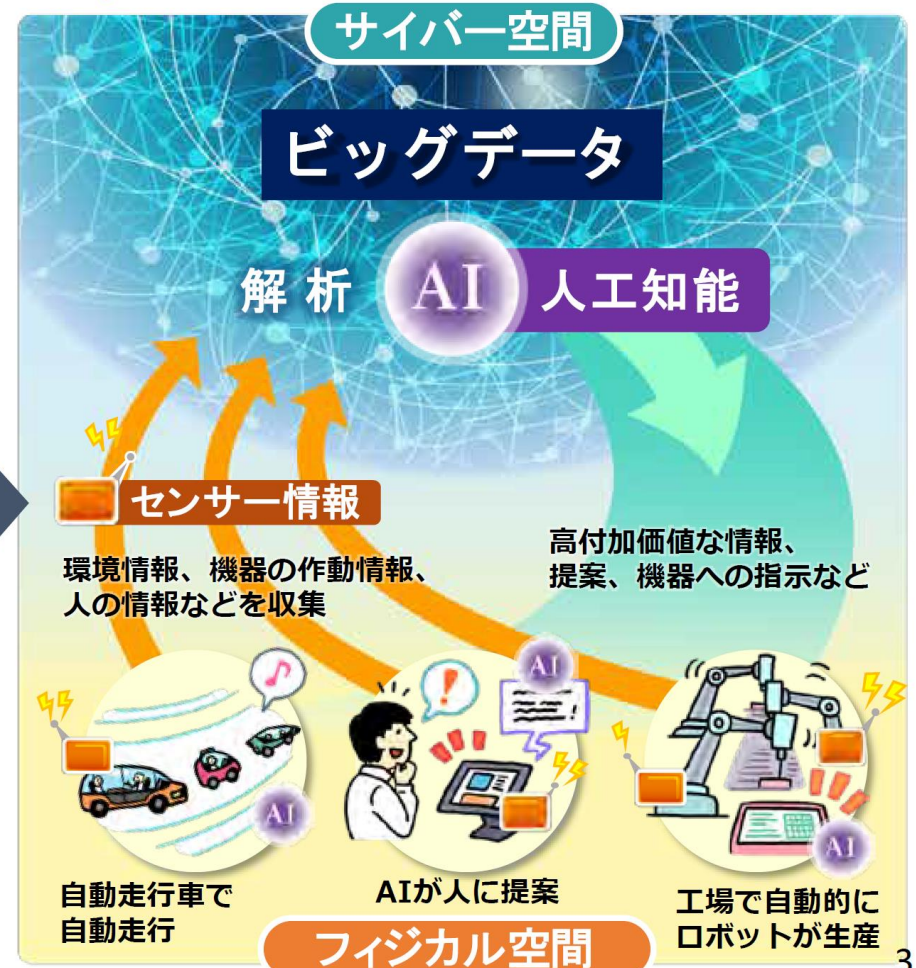 サイバー空間
ビッグデータ
解析 AI 人工知能
センサー情報
環境情報、機器の作動情報、
人の情報などを収集
高付加価値な情報、
提案、機器への指示など
AI
AI
AI
自動走行車で
自動走行
AIが人に提案
工場で自動的に
ロボットが生産
フィジカル空間
3